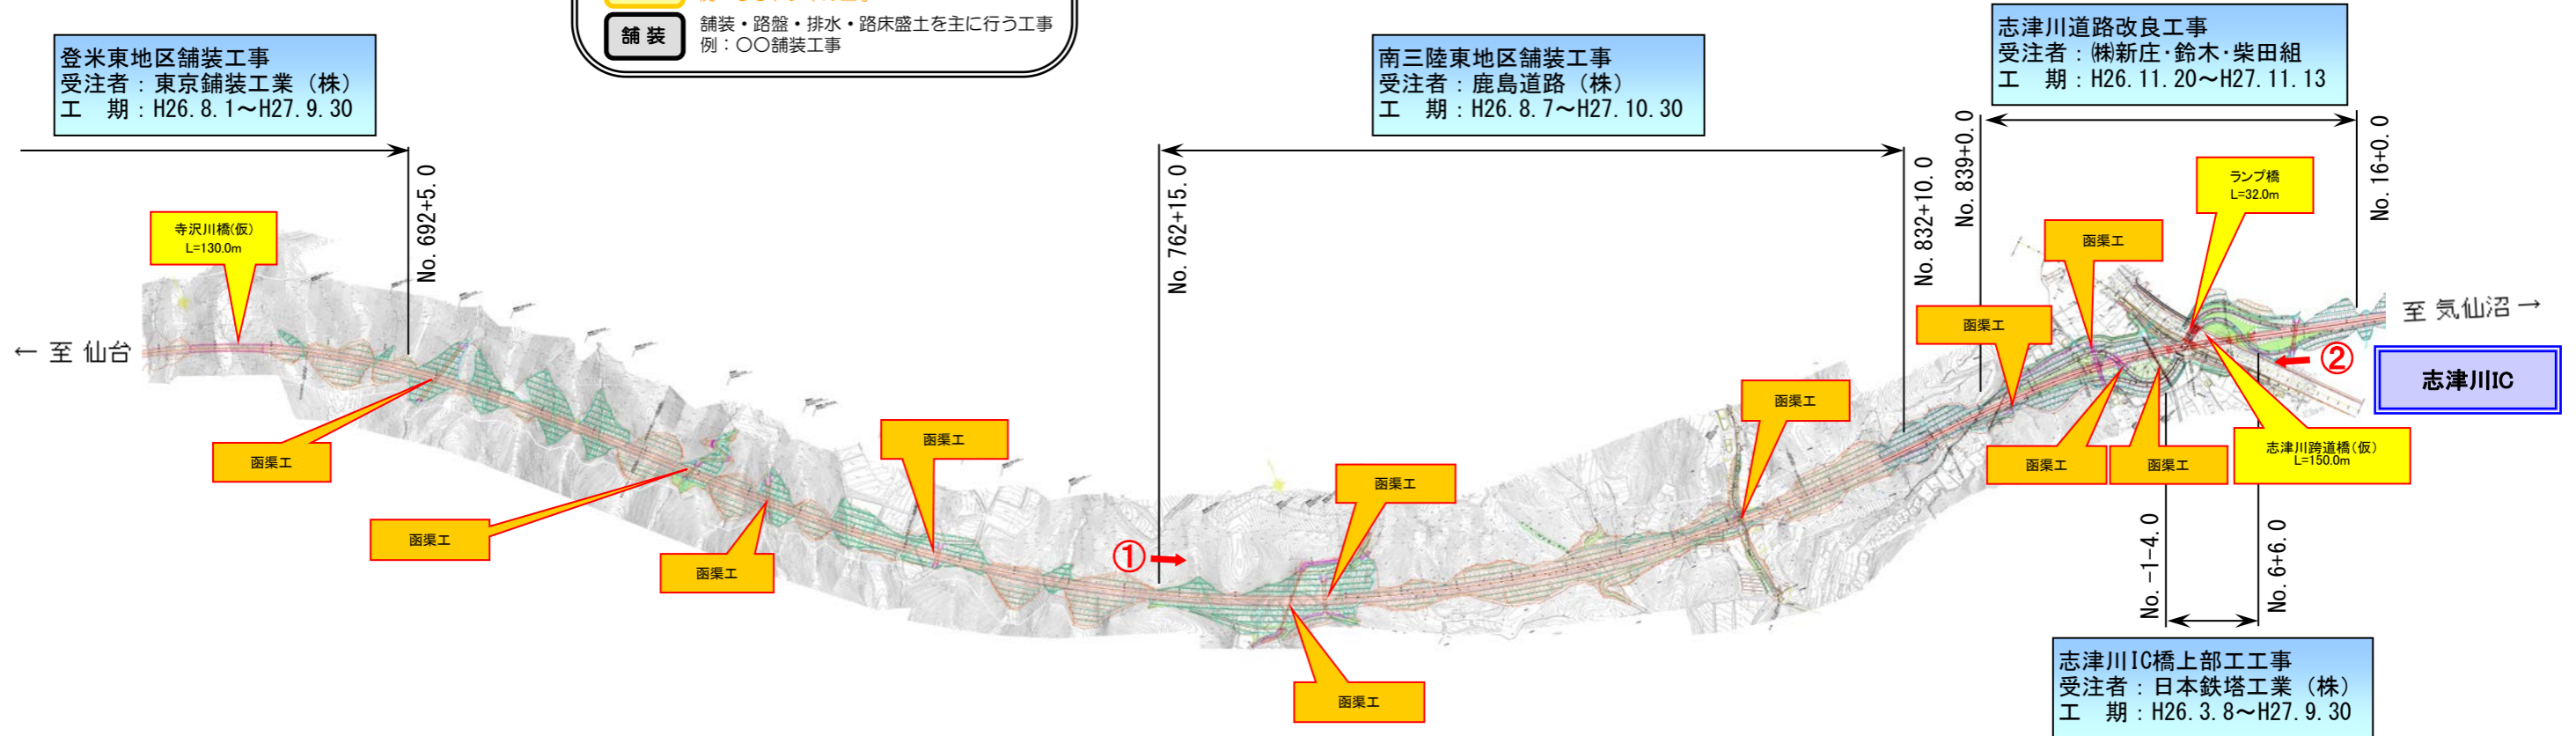 舗 装
舗装・路盤・排水・路床盛土を主に行う工事
例：〇〇舗装工事
登米東地区舗装工事
受注者：東京鋪装工業（株）
工　期：H26.8.1～H27.9.30
南三陸東地区舗装工事
受注者：鹿島道路（株）
工　期：H26.8.7～H27.10.30
志津川道路改良工事
受注者：㈱新庄・鈴木・柴田組
工　期：H26.11.20～H27.11.13
No. 692+5.0
No. 762+15.0
No. 832+10.0
No. 839+0.0
No. 16+0.0
寺沢川橋(仮)
L=130.0m
ランプ橋
L=32.0m
函渠工
函渠工
← 至 仙台
至 気仙沼 →
②
志津川IC
函渠工
函渠工
函渠工
函渠工
函渠工
函渠工
函渠工
志津川跨道橋(仮)
L=150.0m
函渠工
函渠工
①
函渠工
No. -1-4.0
No. 6+6.0
志津川IC橋上部工工事
受注者：日本鉄塔工業（株）
工　期：H26.3.8～H27.9.30